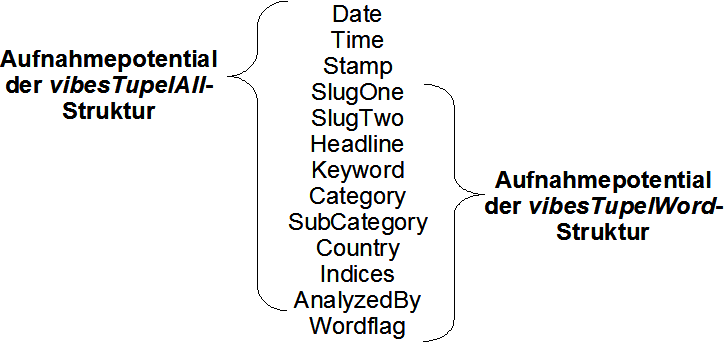 Aufnahmepotential
der vibesTupelAll-
Struktur
Date
Time
Stamp
SlugOne
SlugTwo
Headline
Keyword
Category
SubCategory
Country
Indices
AnalyzedBy
Wordflag
Aufnahmepotential
der vibesTupelWord-
Struktur